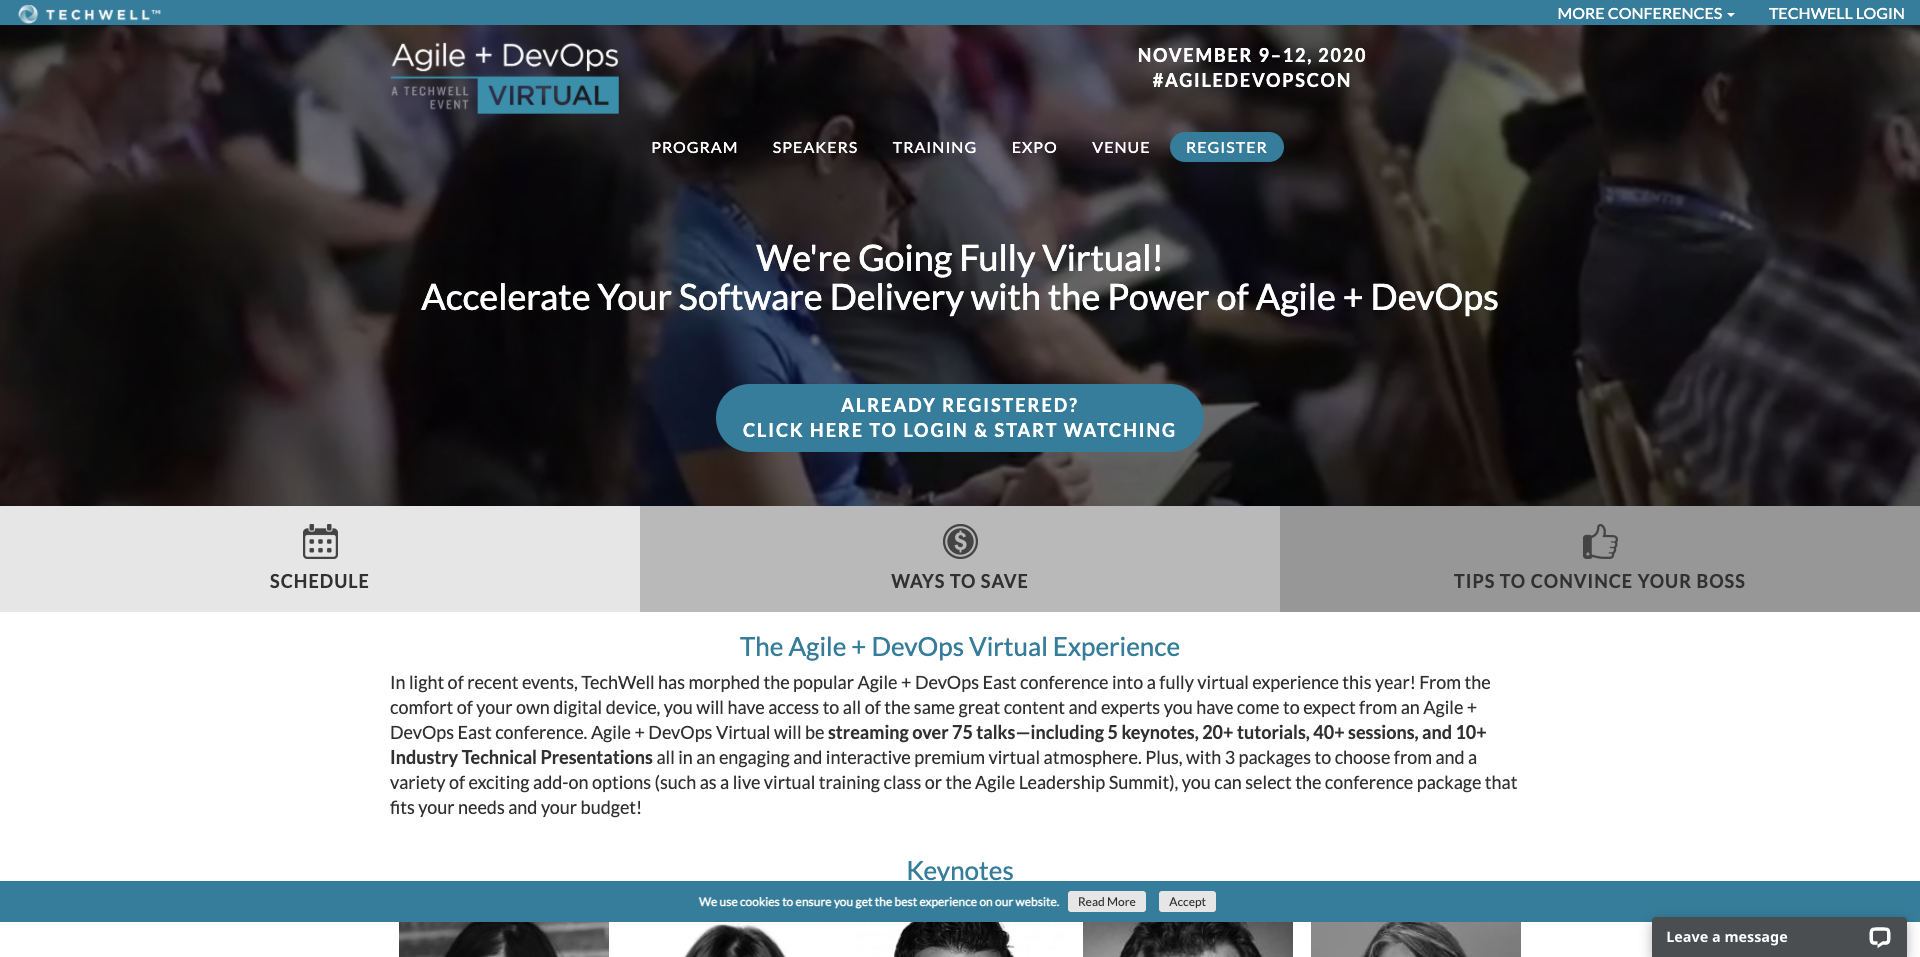 TECHWELL™
MORE CONFERENCES
TECHWELL LOGIN
Agile + DevOps
A TECHWELL
EVENT
VIRTUAL
NOVEMBER 9–12, 2020
#AGILEDEVOPSCON
PROGRAM
SPEAKERS
TRAINING
EXPO
VENUE
REGISTER
We're Going Fully Virtual!
Accelerate Your Software Delivery with the Power of Agile + DevOps
ALREADY REGISTERED?
CLICK HERE TO LOGIN & START WATCHING
SCHEDULE
WAYS TO SAVE
TIPS TO CONVINCE YOUR BOSS
The Agile + DevOps Virtual Experience
In light of recent events, TechWell has morphed the popular Agile + DevOps East conference into a fully virtual experience this year! From the
comfort of your own digital device, you will have access to all of the same great content and experts you have come to expect from an Agile +
DevOps East conference. Agile + DevOps Virtual will be streaming over 75 talks—including 5 keynotes, 20+ tutorials, 40+ sessions, and 10+
Industry Technical Presentations all in an engaging and interactive premium virtual atmosphere. Plus, with 3 packages to choose from and a
variety of exciting add-on options (such as a live virtual training class or the Agile Leadership Summit), you can select the conference package that
fits your needs and your budget!
Keynotes
We use cookies to ensure you get the best experience on our website.
Read More
Accept
Leave a message